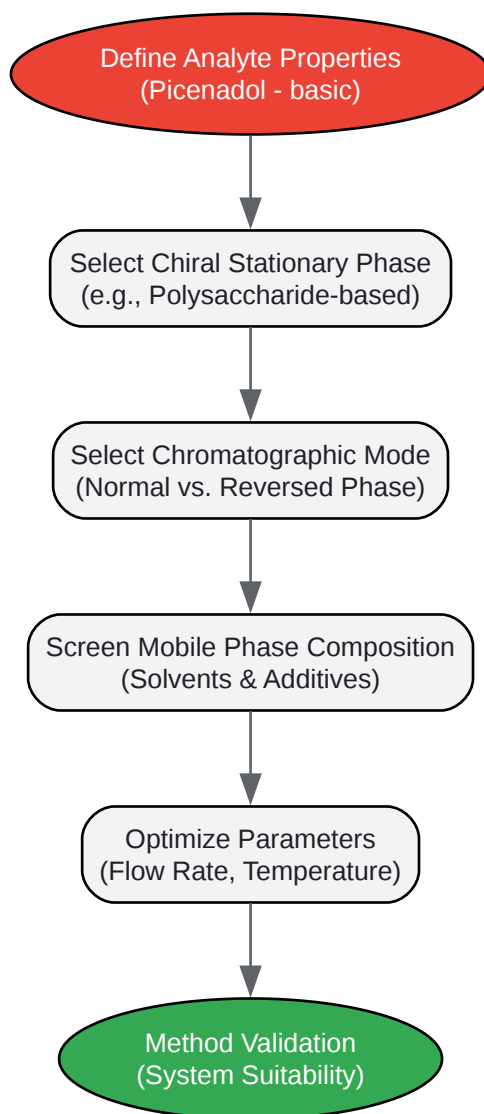 Define Analyte Properties
(Picenadol - basic)
Select Chiral Stationary Phase
(e.g., Polysaccharide-based)
Select Chromatographic Mode
(Normal vs. Reversed Phase)
Screen Mobile Phase Composition
(Solvents & Additives)
Optimize Parameters
(Flow Rate, Temperature)
Method Validation
(System Suitability)